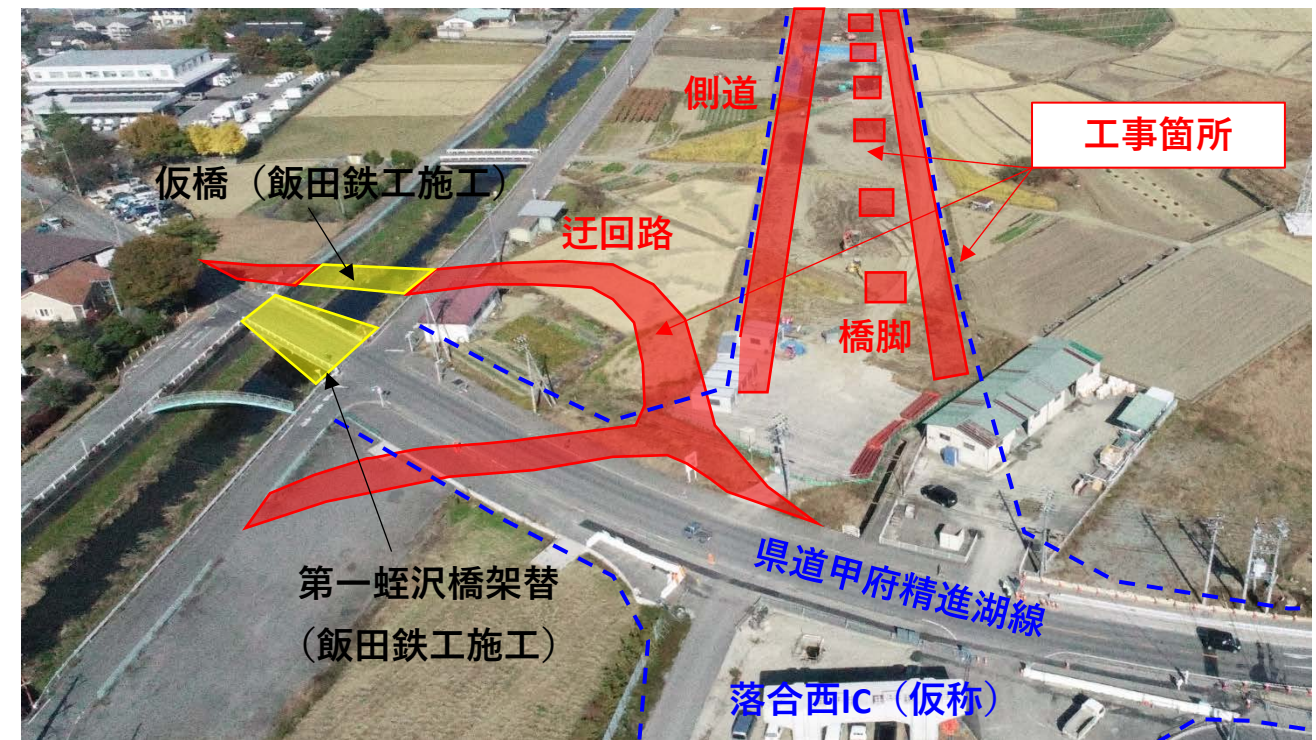 側道
工事箇所
仮橋（飯田鉄工施工）
迂回路
橋脚
県道甲府精進湖線
第一蛭沢橋架替
（飯田鉄工施工）
落合西IC（仮称）